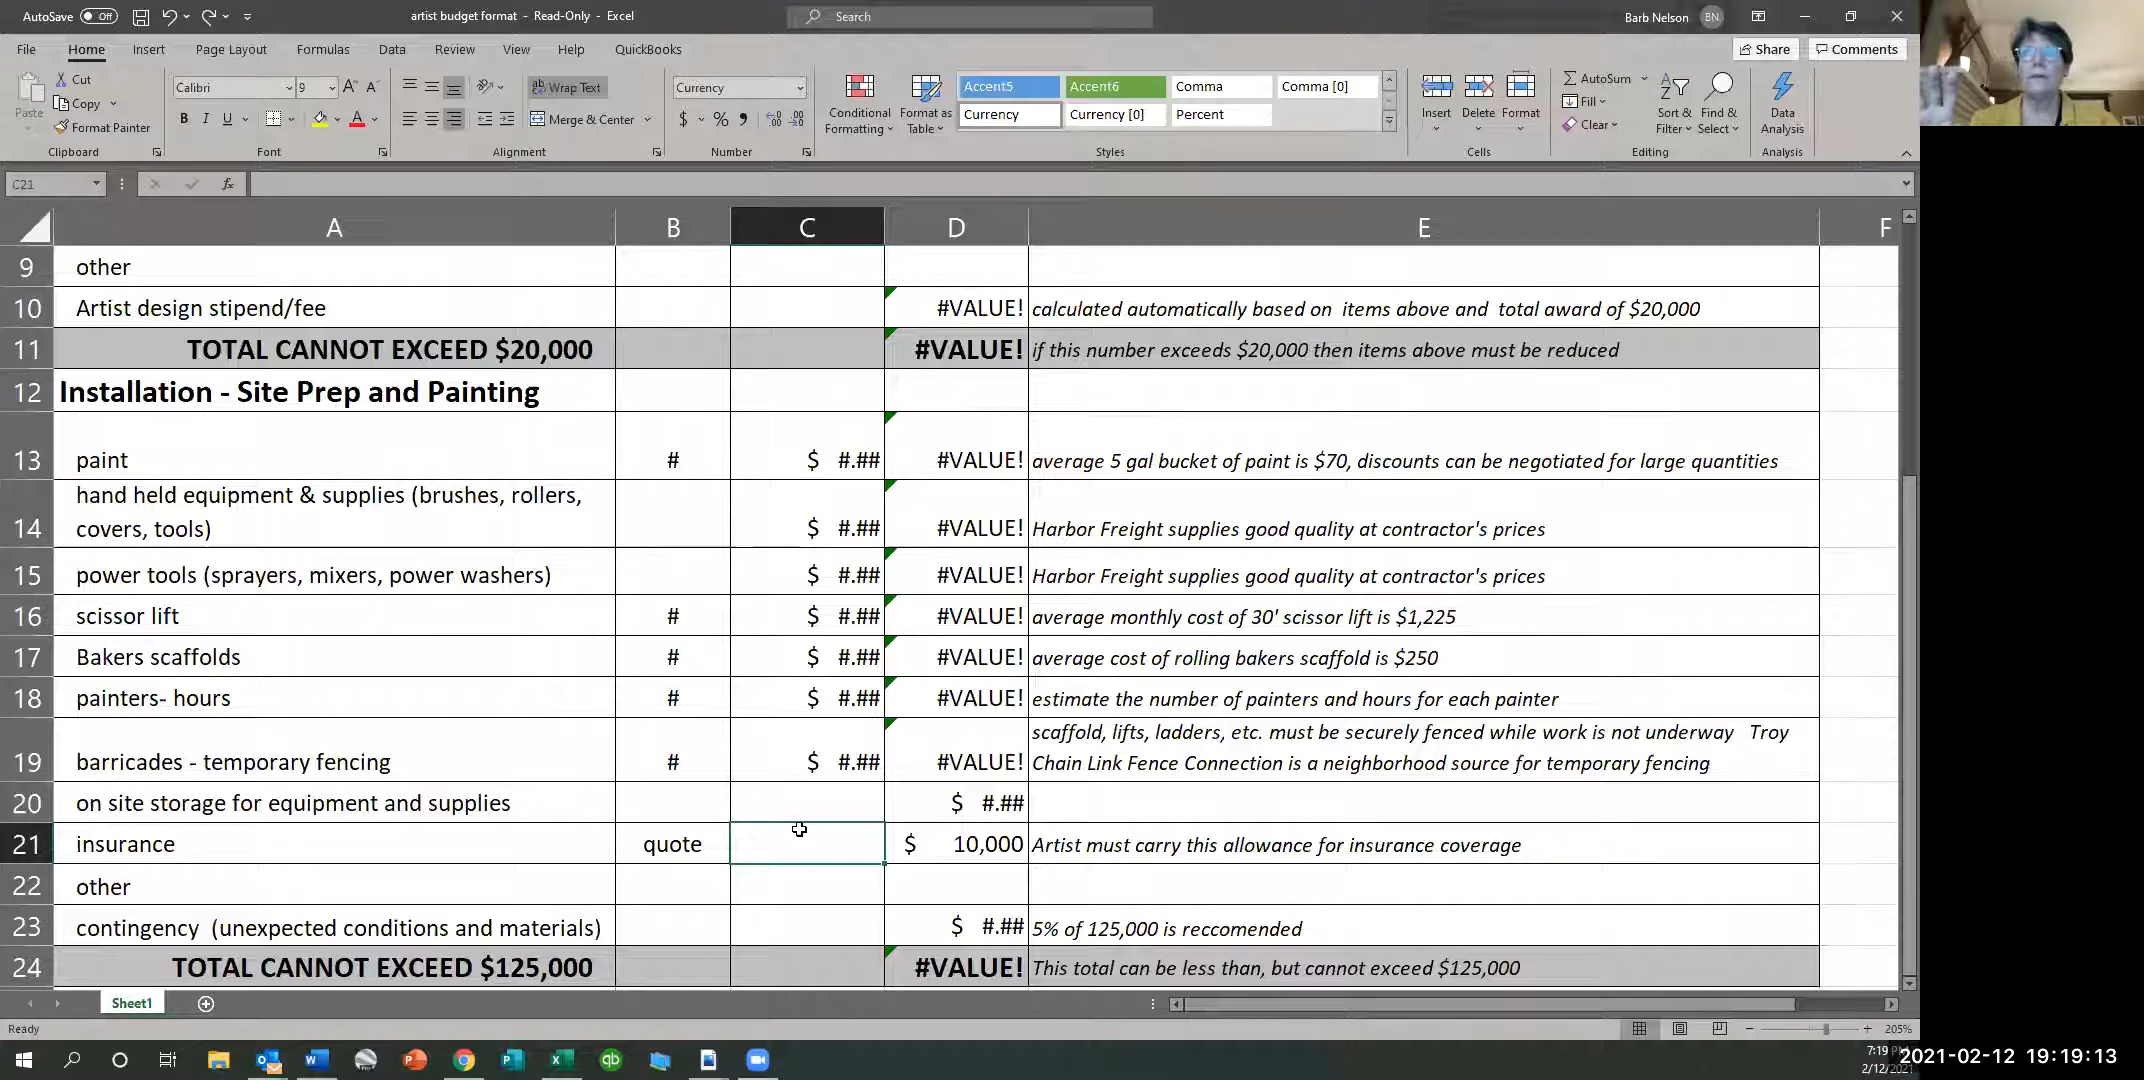 AutoSave Off
artist budget format - Read-Only - Excel
Search
Barb Nelson BN
File Home Insert Page Layout Formulas Data Review View Help QuickBooks
Share Comments
Paste
Cut
Copy
Format Painter
Clipboard
Calibri 9
B I U
Font
Wrap Text
Merge & Center
Alignment
Currency
$ % 9
Number
Conditional Formatting
Format as Table
Accent5 Accent6 Comma Comma [0]
Currency Currency [0] Percent
Styles
Insert Delete Format
Cells
AutoSum
Fill
Clear
Sort & Filter
Find & Select
Editing
Data Analysis
Analysis
C21 fx
A B C D E F
9 other
10 Artist design stipend/fee #VALUE! calculated automatically based on items above and total award of $20,000
11 TOTAL CANNOT EXCEED $20,000 #VALUE! if this number exceeds $20,000 then items above must be reduced
12 Installation - Site Prep and Painting
13 paint # $ #.## #VALUE! average 5 gal bucket of paint is $70, discounts can be negotiated for large quantities
14 hand held equipment & supplies (brushes, rollers,
covers, tools) $ #.## #VALUE! Harbor Freight supplies good quality at contractor's prices
15 power tools (sprayers, mixers, power washers) $ #.## #VALUE! Harbor Freight supplies good quality at contractor's prices
16 scissor lift # $ #.## #VALUE! average monthly cost of 30' scissor lift is $1,225
17 Bakers scaffolds # $ #.## #VALUE! average cost of rolling bakers scaffold is $250
18 painters- hours # $ #.## #VALUE! estimate the number of painters and hours for each painter
scaffold, lifts, ladders, etc. must be securely fenced while work is not underway Troy
19 barricades - temporary fencing # $ #.## #VALUE! Chain Link Fence Connection is a neighborhood source for temporary fencing
20 on site storage for equipment and supplies $ #.##
21 insurance quote $ 10,000 Artist must carry this allowance for insurance coverage
22 other
23 contingency (unexpected conditions and materials) $ #.## 5% of 125,000 is reccomended
24 TOTAL CANNOT EXCEED $125,000 #VALUE! This total can be less than, but cannot exceed $125,000
Sheet1
Ready
205%
7:19 PM
2/12/2021
2021-02-12 19:19:13